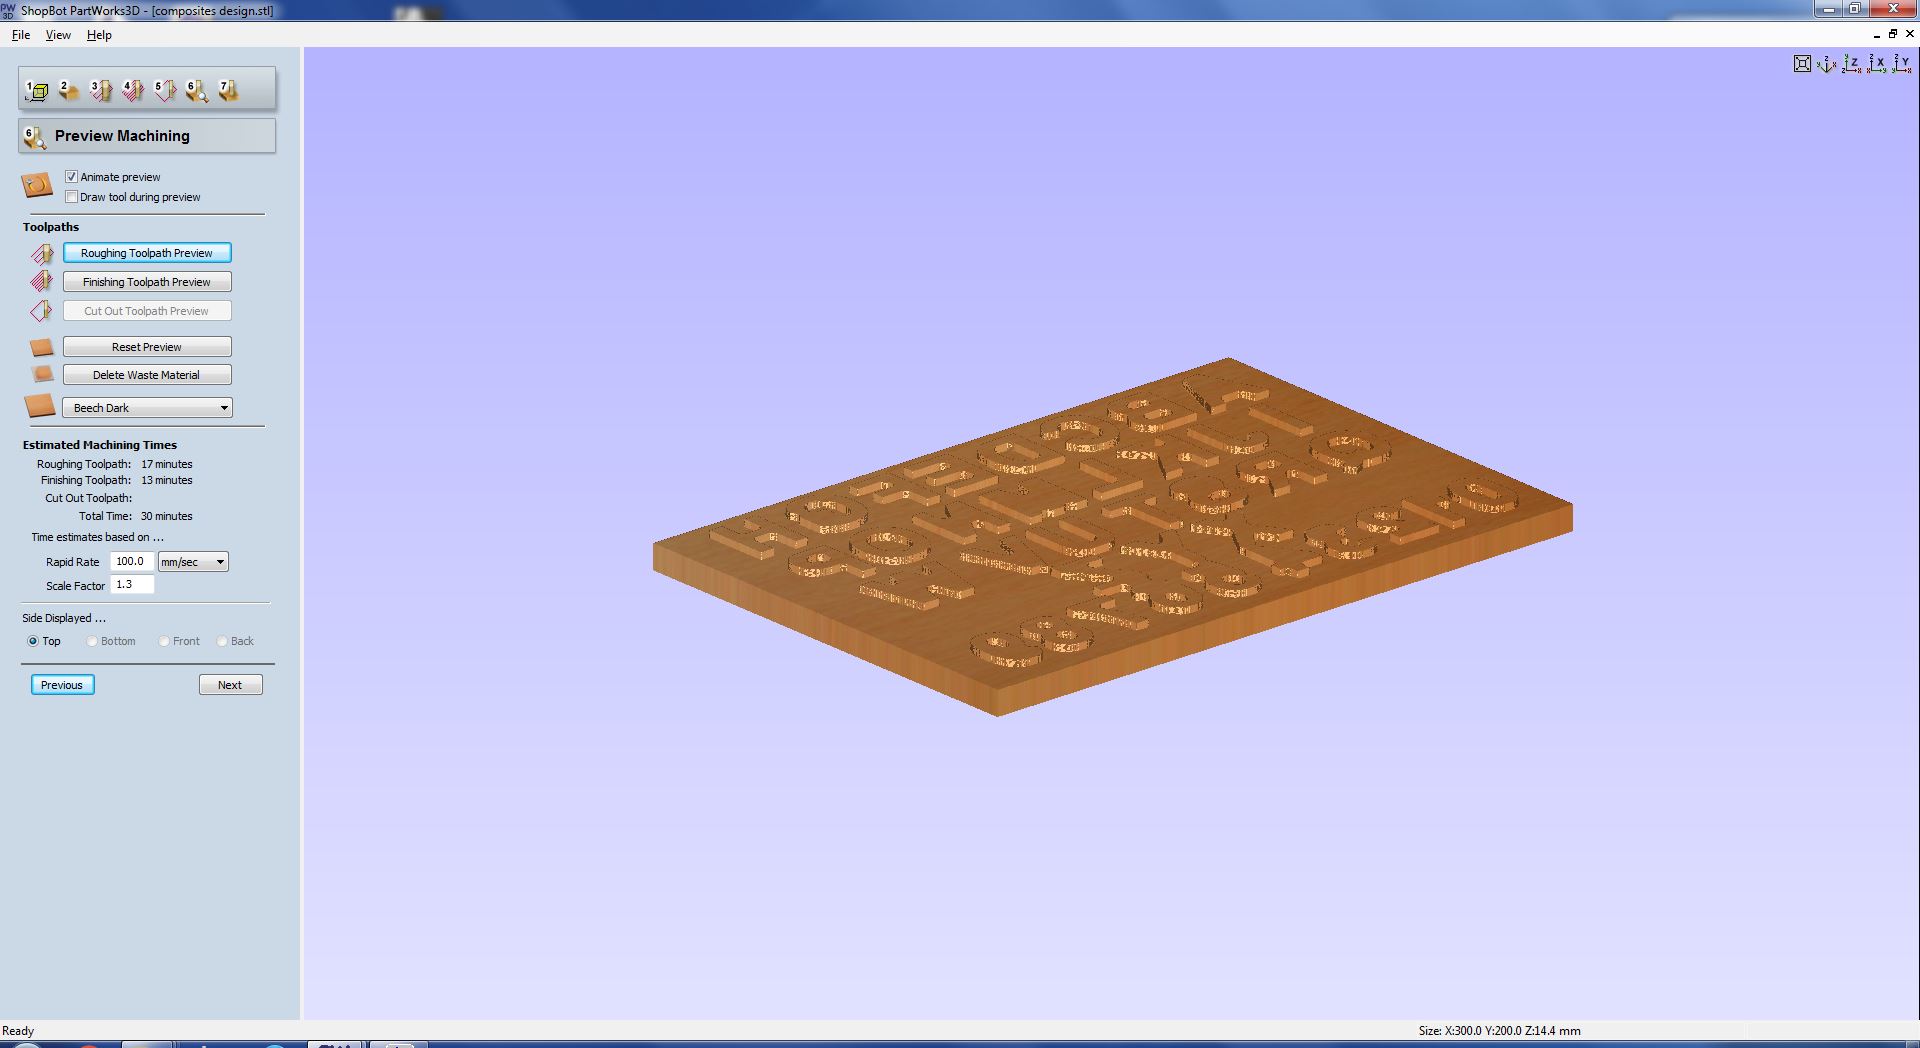 ShopBot PartWorks3D - [composites design.stl]
File View Help
1 2 3 4 5 6 7
6 Preview Machining
Animate preview
Draw tool during preview
Toolpaths
Roughing Toolpath Preview
Finishing Toolpath Preview
Cut Out Toolpath Preview
Reset Preview
Delete Waste Material
Beech Dark
Estimated Machining Times
Roughing Toolpath: 17 minutes
Finishing Toolpath: 13 minutes
Cut Out Toolpath:
Total Time: 30 minutes
Time estimates based on ...
Rapid Rate 100.0 mm/sec
Scale Factor 1.3
Side Displayed ...
Top Bottom Front Back
Previous Next
Ready
Size: X:300.0 Y:200.0 Z:14.4 mm